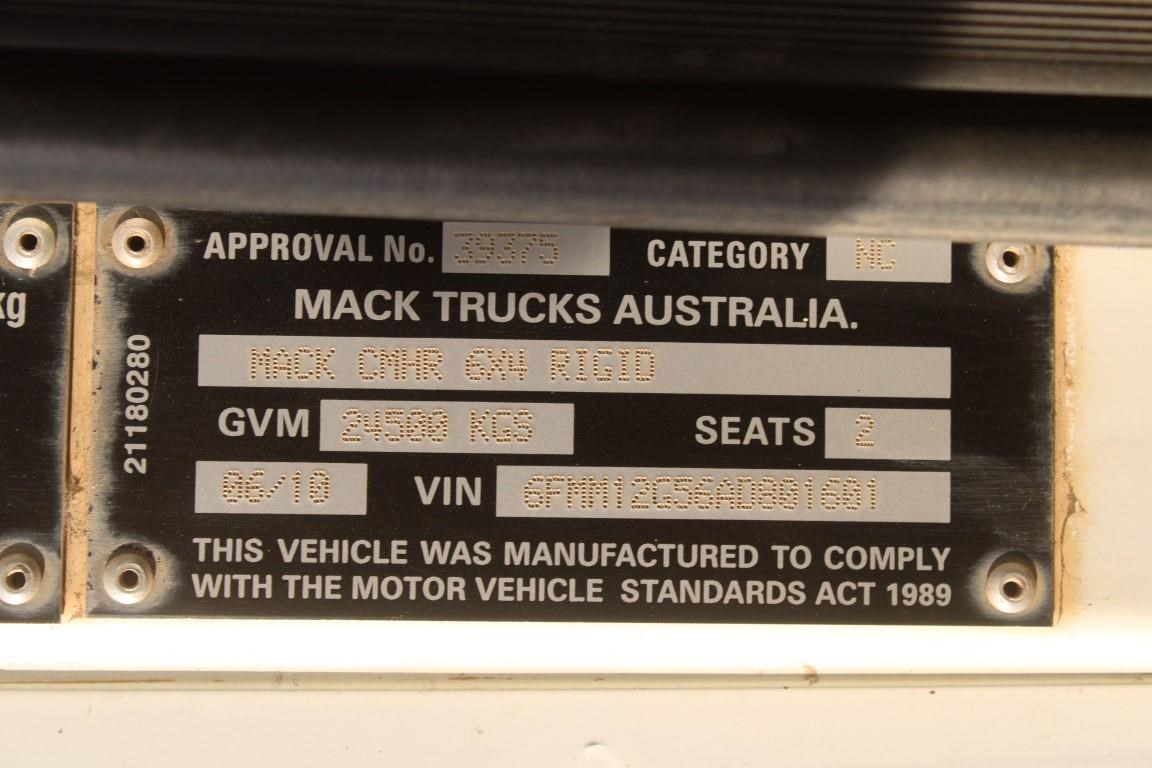 APPROVAL No. 39375 CATEGORY NC
MACK TRUCKS AUSTRALIA.
MACK CMHR 6X4 RIGID
GVM 24500 KGS SEATS 2
06/10 VIN 6FMM12G56AD801601
THIS VEHICLE WAS MANUFACTURED TO COMPLY
WITH THE MOTOR VEHICLE STANDARDS ACT 1989
21180280
kg